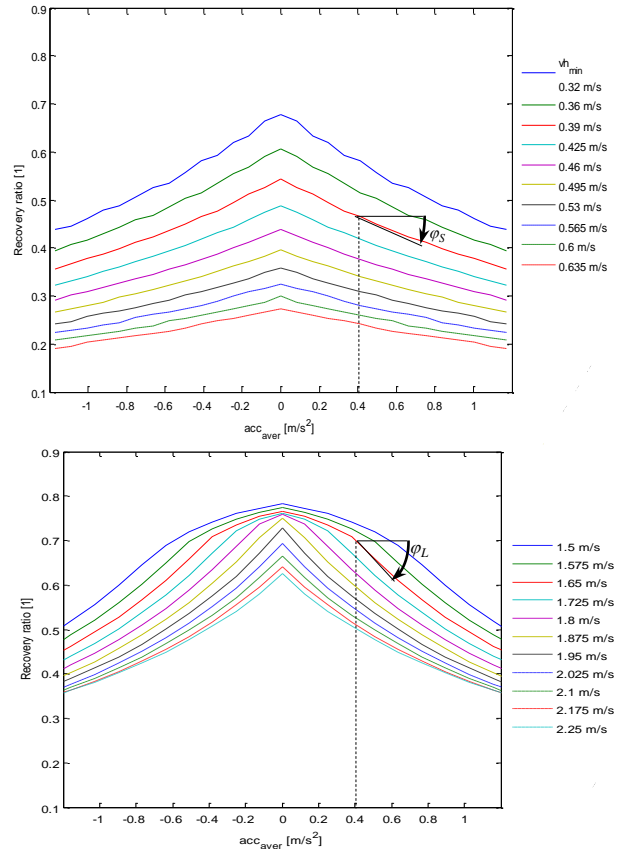 0.9
0.8
0.7
0.6
0.5
0.4
0.3
0.2
0.1
Recovery ratio [1]
-1 -0.8 -0.6 -0.4 -0.2 0 0.2 0.4 0.6 0.8 1
acc_aver [m/s²]
φ_S
vh_min
0.32 m/s
0.36 m/s
0.39 m/s
0.425 m/s
0.46 m/s
0.495 m/s
0.53 m/s
0.565 m/s
0.6 m/s
0.635 m/s
0.9
0.8
0.7
0.6
0.5
0.4
0.3
0.2
0.1
Recovery ratio [1]
-1 -0.8 -0.6 -0.4 -0.2 0 0.2 0.4 0.6 0.8 1
acc_aver [m/s²]
φ_L
1.5 m/s
1.575 m/s
1.65 m/s
1.725 m/s
1.8 m/s
1.875 m/s
1.95 m/s
2.025 m/s
2.1 m/s
2.175 m/s
2.25 m/s